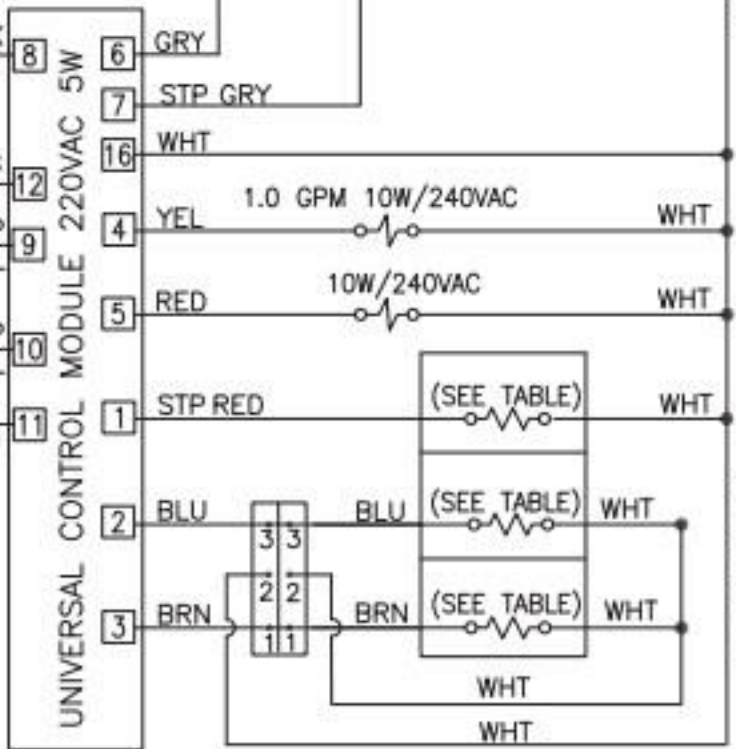 8
12
9
10
11
UNIVERSAL CONTROL MODULE 220VAC 5W
6 GRY
7 STP GRY
16 WHT
1.0 GPM 10W/240VAC
4 YEL WHT
10W/240VAC
5 RED WHT
(SEE TABLE)
1 STP RED WHT
(SEE TABLE)
2 BLU BLU WHT
3 3
2 2
(SEE TABLE)
3 BRN BRN WHT
1 1
WHT
WHT